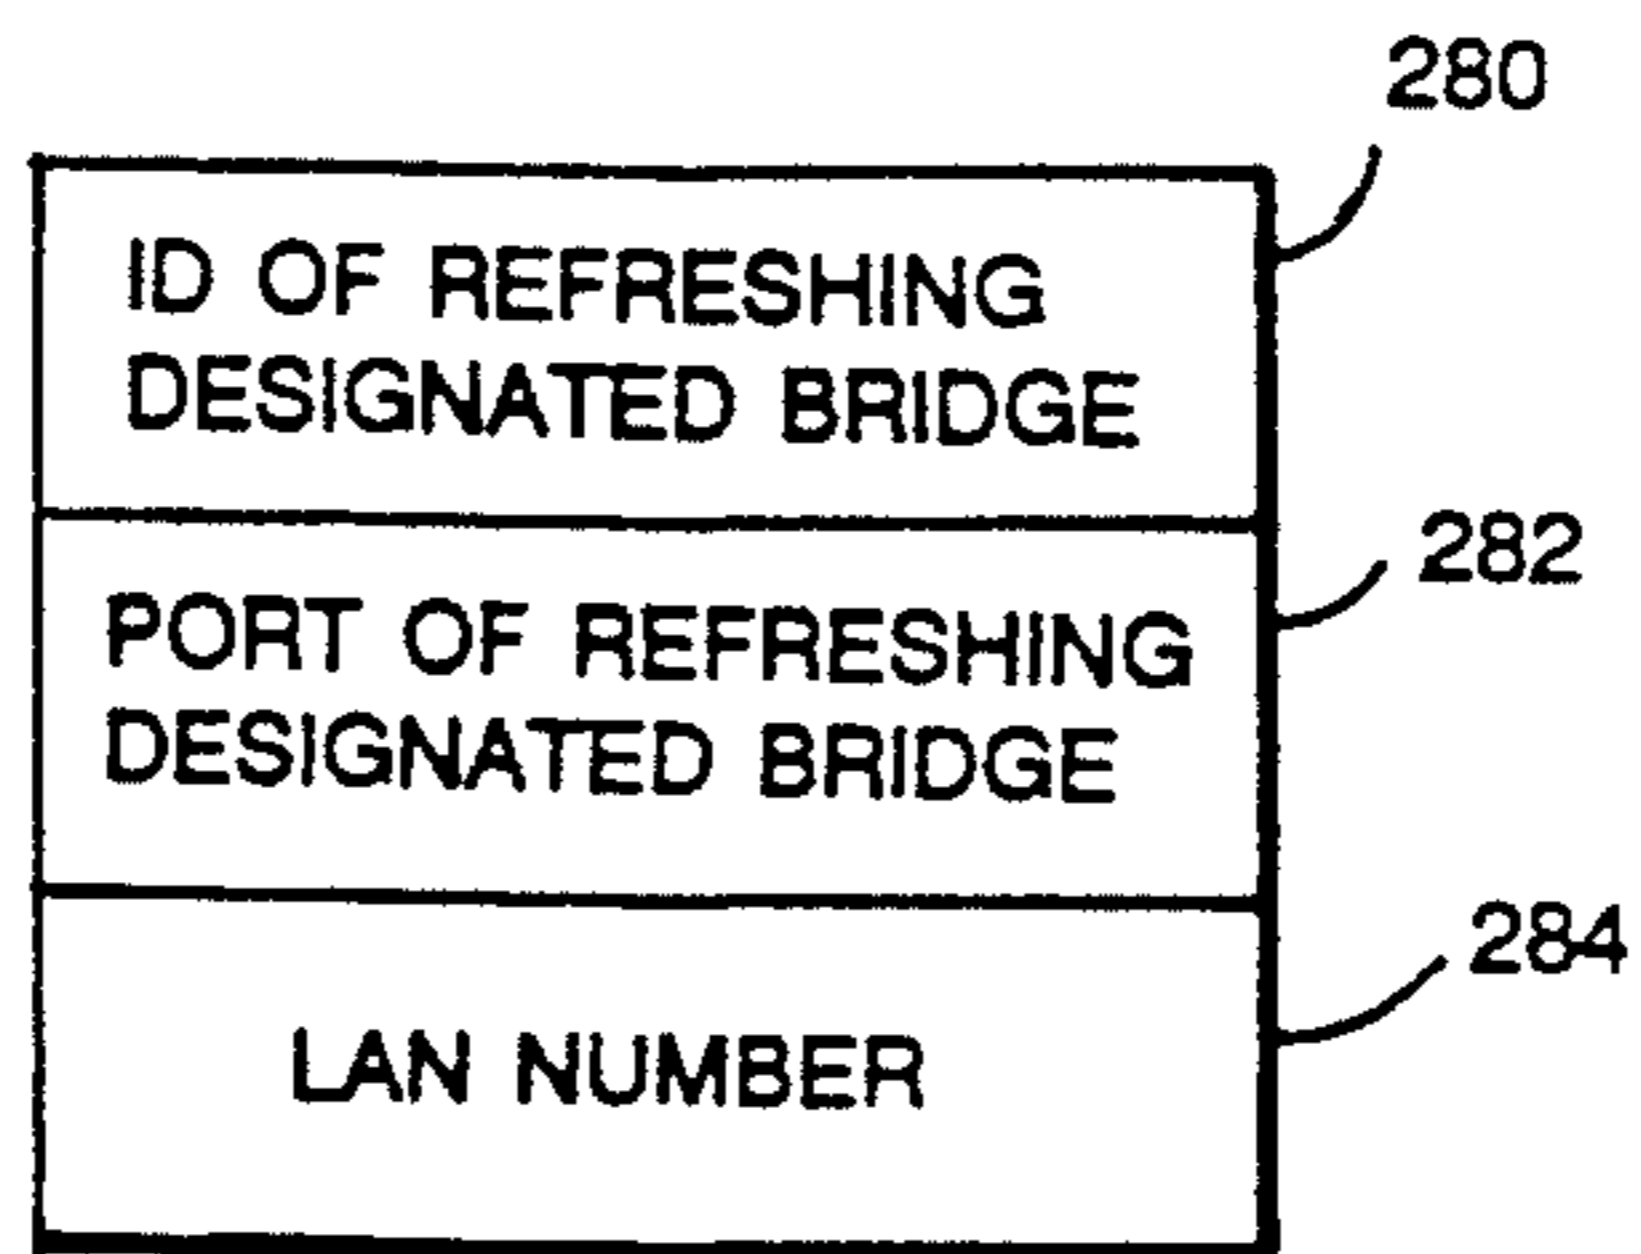 280
ID OF REFRESHING
DESIGNATED BRIDGE
282
PORT OF REFRESHING
DESIGNATED BRIDGE
284
LAN NUMBER